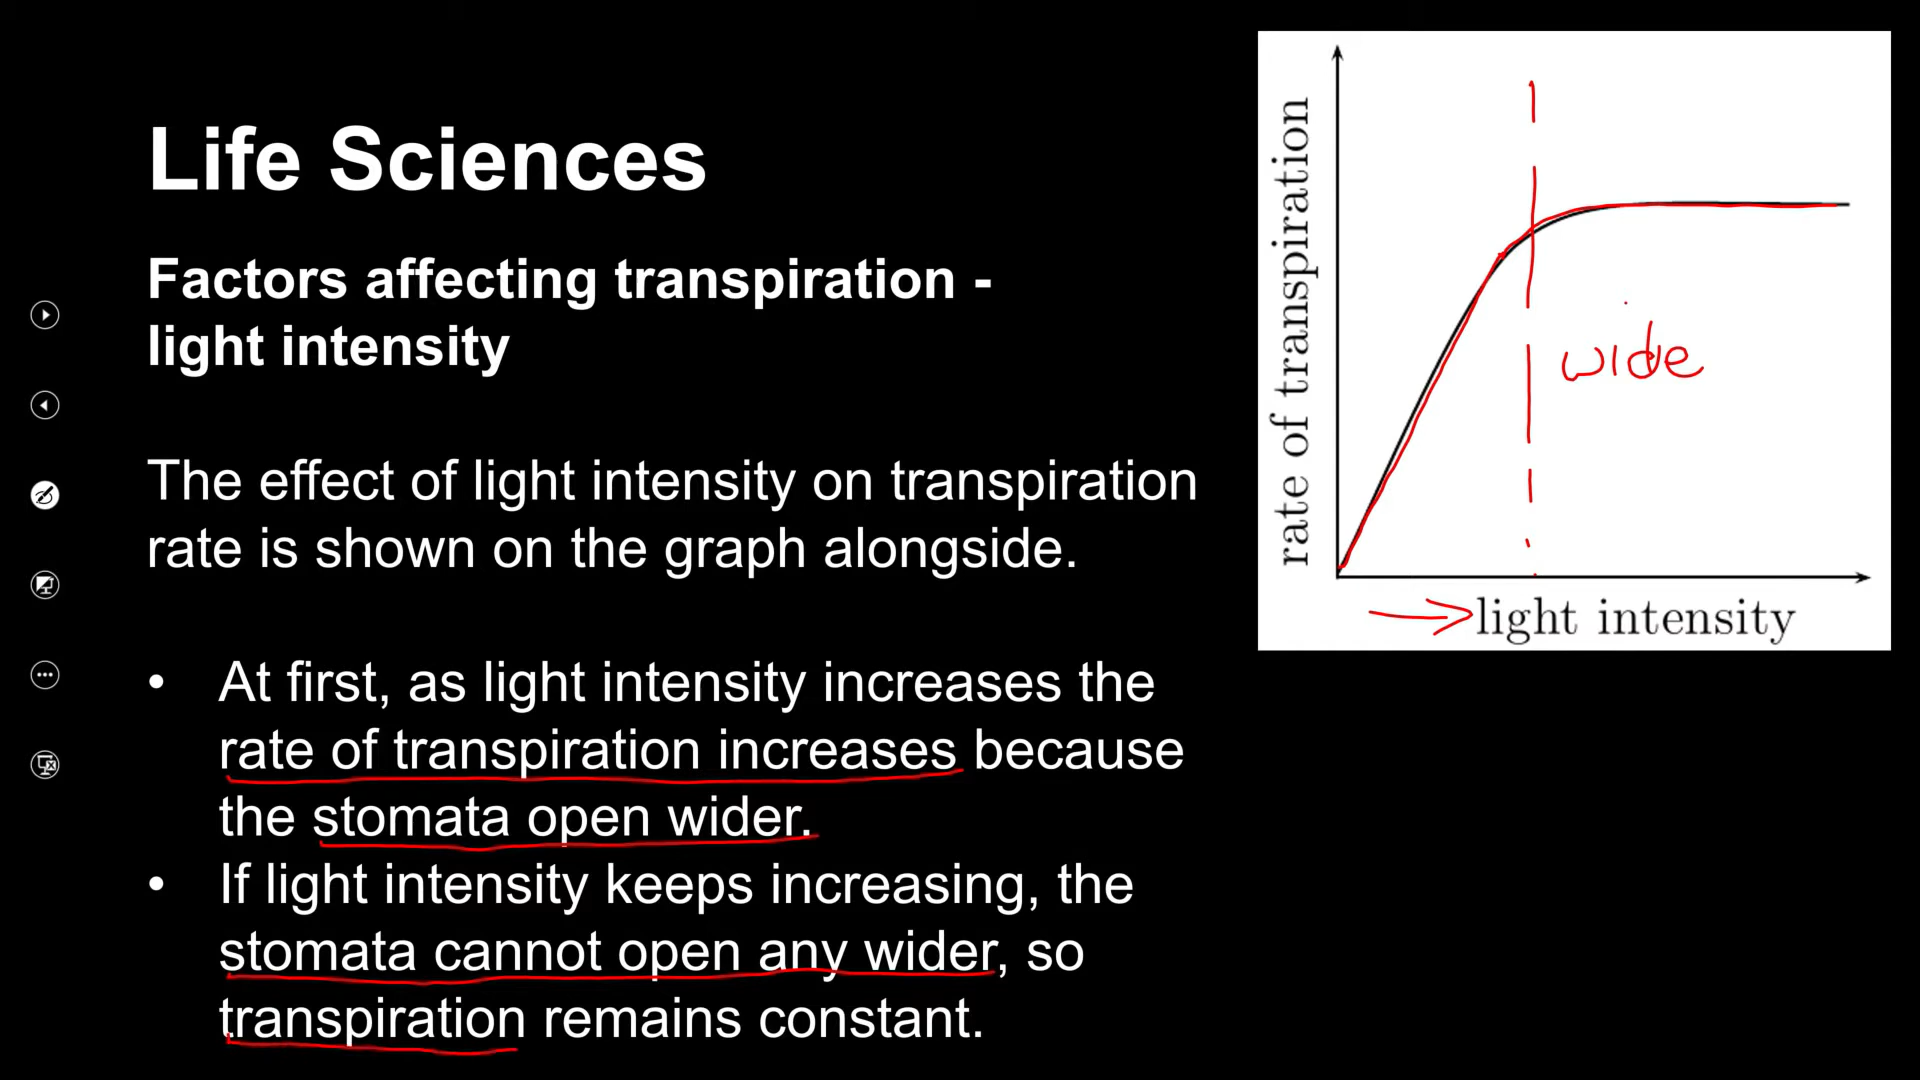 Life Sciences
Factors affecting transpiration -
light intensity
The effect of light intensity on transpiration
rate is shown on the graph alongside.
• At first, as light intensity increases the
rate of transpiration increases because
the stomata open wider.
• If light intensity keeps increasing, the
stomata cannot open any wider, so
transpiration remains constant.
rate of transpiration
wide
light intensity